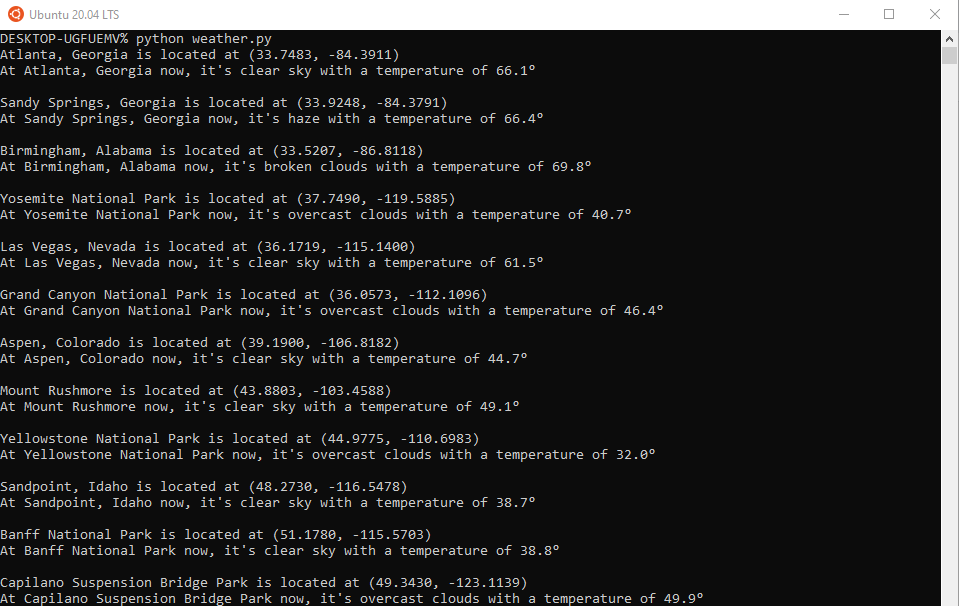 Ubuntu 20.04 LTS
DESKTOP-UGFUEMV% python weather.py
Atlanta, Georgia is located at (33.7483, -84.3911)
At Atlanta, Georgia now, it's clear sky with a temperature of 66.1º
Sandy Springs, Georgia is located at (33.9248, -84.3791)
At Sandy Springs, Georgia now, it's haze with a temperature of 66.4º
Birmingham, Alabama is located at (33.5207, -86.8118)
At Birmingham, Alabama now, it's broken clouds with a temperature of 69.8º
Yosemite National Park is located at (37.7490, -119.5885)
At Yosemite National Park now, it's overcast clouds with a temperature of 40.7º
Las Vegas, Nevada is located at (36.1719, -115.1400)
At Las Vegas, Nevada now, it's clear sky with a temperature of 61.5º
Grand Canyon National Park is located at (36.0573, -112.1096)
At Grand Canyon National Park now, it's overcast clouds with a temperature of 46.4º
Aspen, Colorado is located at (39.1900, -106.8182)
At Aspen, Colorado now, it's clear sky with a temperature of 44.7º
Mount Rushmore is located at (43.8803, -103.4588)
At Mount Rushmore now, it's clear sky with a temperature of 49.1º
Yellowstone National Park is located at (44.9775, -110.6983)
At Yellowstone National Park now, it's overcast clouds with a temperature of 32.0º
Sandpoint, Idaho is located at (48.2730, -116.5478)
At Sandpoint, Idaho now, it's clear sky with a temperature of 38.7º
Banff National Park is located at (51.1780, -115.5703)
At Banff National Park now, it's clear sky with a temperature of 38.8º
Capilano Suspension Bridge Park is located at (49.3430, -123.1139)
At Capilano Suspension Bridge Park now, it's overcast clouds with a temperature of 49.9º